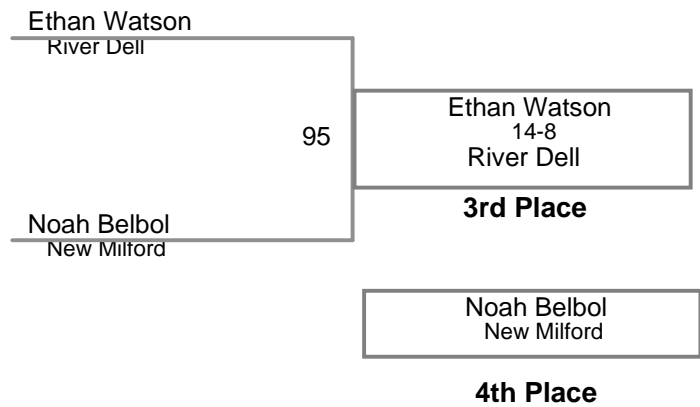 Ethan Watson
River Dell
95
Ethan Watson
14-8
River Dell
3rd Place
Noah Belbol
New Milford
Noah Belbol
New Milford
4th Place